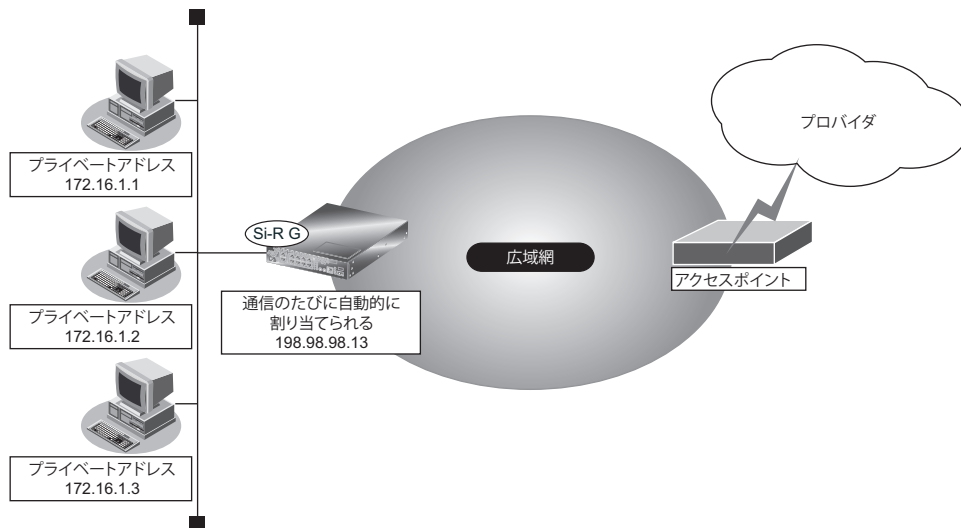 プライベートアドレス
172.16.1.1
Si-R G
プライベートアドレス
172.16.1.2
通信のたびに自動的に
割り当てられる
198.98.98.13
広域網
プロバイダ
アクセスポイント
プライベートアドレス
172.16.1.3